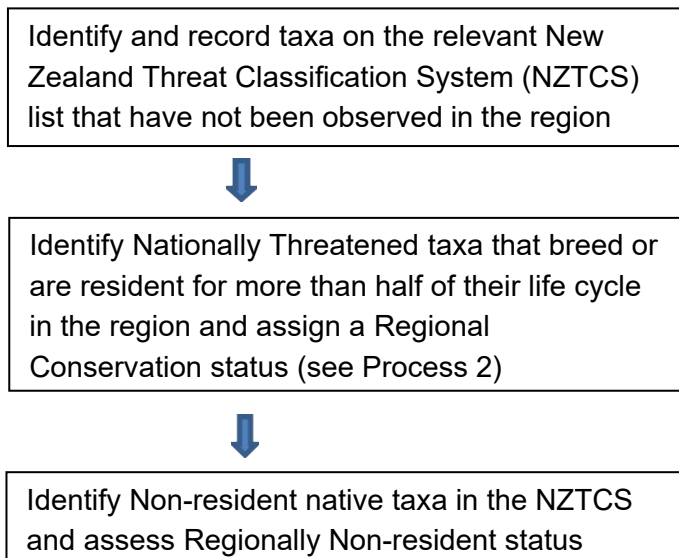 Identify and record taxa on the relevant New
Zealand Threat Classification System (NZTCS)
list that have not been observed in the region
Identify Nationally Threatened taxa that breed or
are resident for more than half of their life cycle
in the region and assign a Regional
Conservation status (see Process 2)
Identify Non-resident native taxa in the NZTCS
and assess Regionally Non-resident status